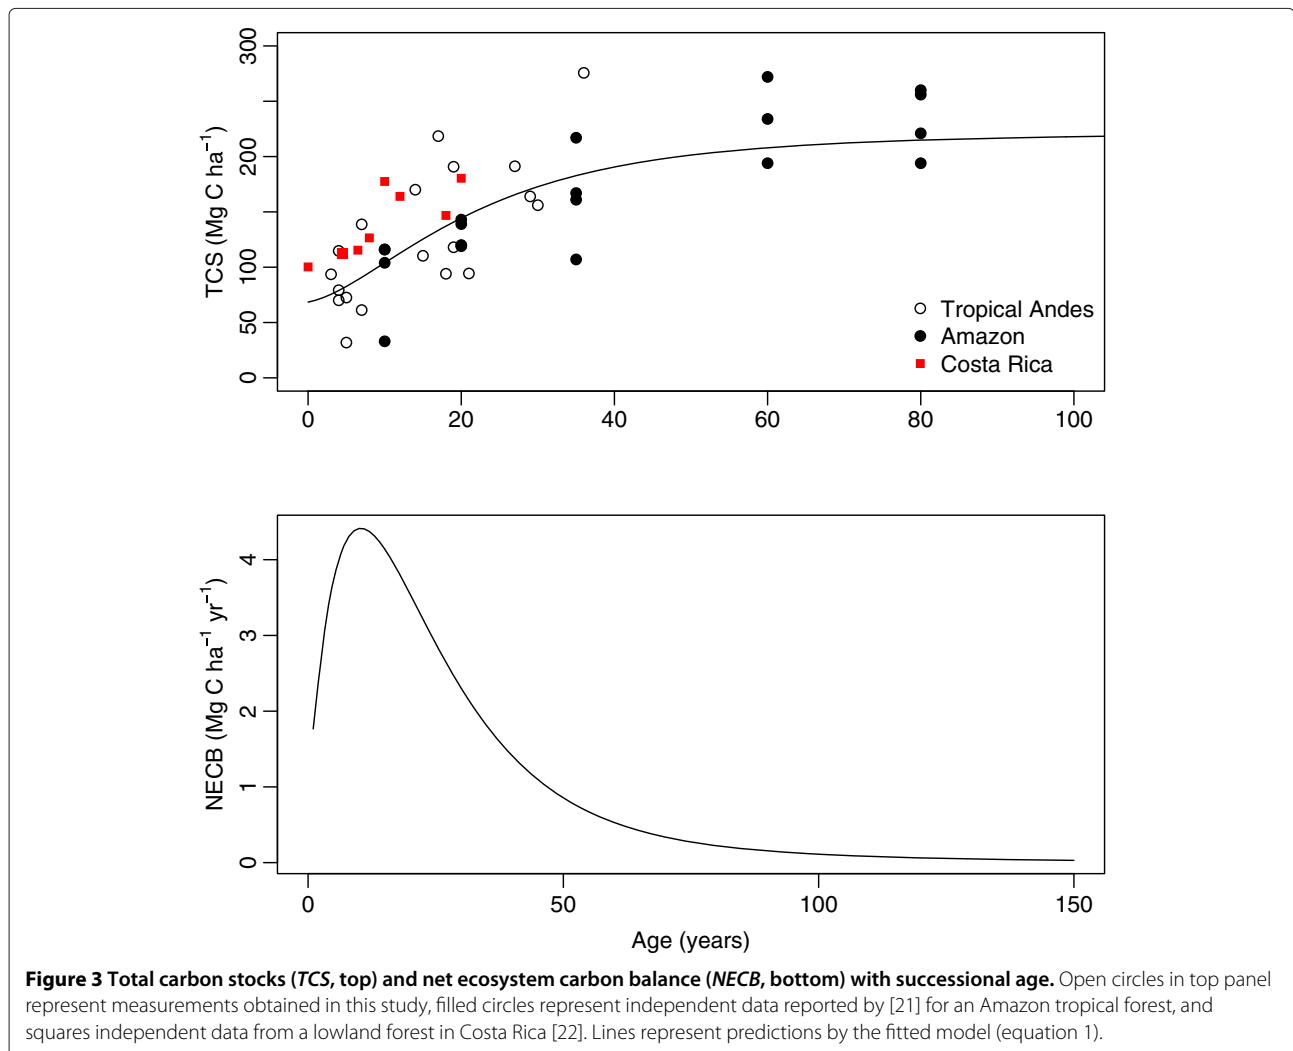 300
200
100
50
0
TCS (Mg C ha−1)
Tropical Andes
Amazon
Costa Rica
0 20 40 60 80 100
4
3
2
1
0
NECB (Mg C ha−1 yr−1)
0 50 100 150
Age (years)
Figure 3 Total carbon stocks (TCS, top) and net ecosystem carbon balance (NECB, bottom) with successional age. Open circles in top panel
represent measurements obtained in this study, filled circles represent independent data reported by [21] for an Amazon tropical forest, and
squares independent data from a lowland forest in Costa Rica [22]. Lines represent predictions by the fitted model (equation 1).